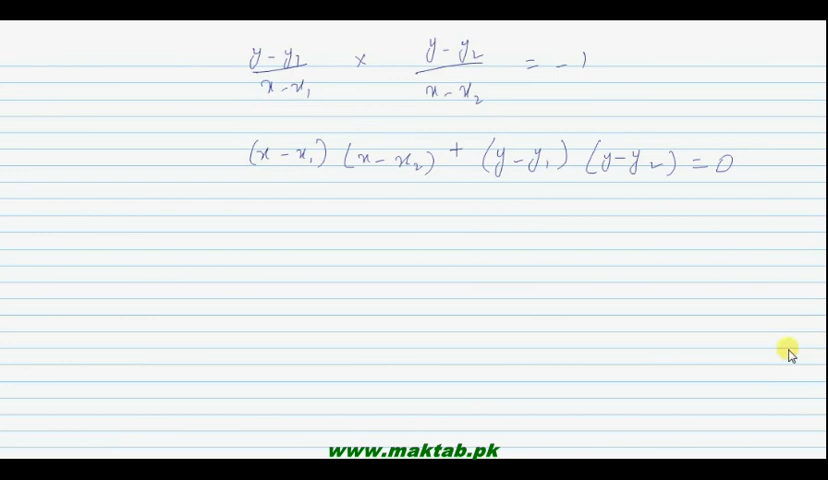 (y - y₁)/(x - x₁) × (y - y₂)/(x - x₂) = -1
(x - x₁) (x - x₂) + (y - y₁) (y - y₂) = 0
www.maktab.pk